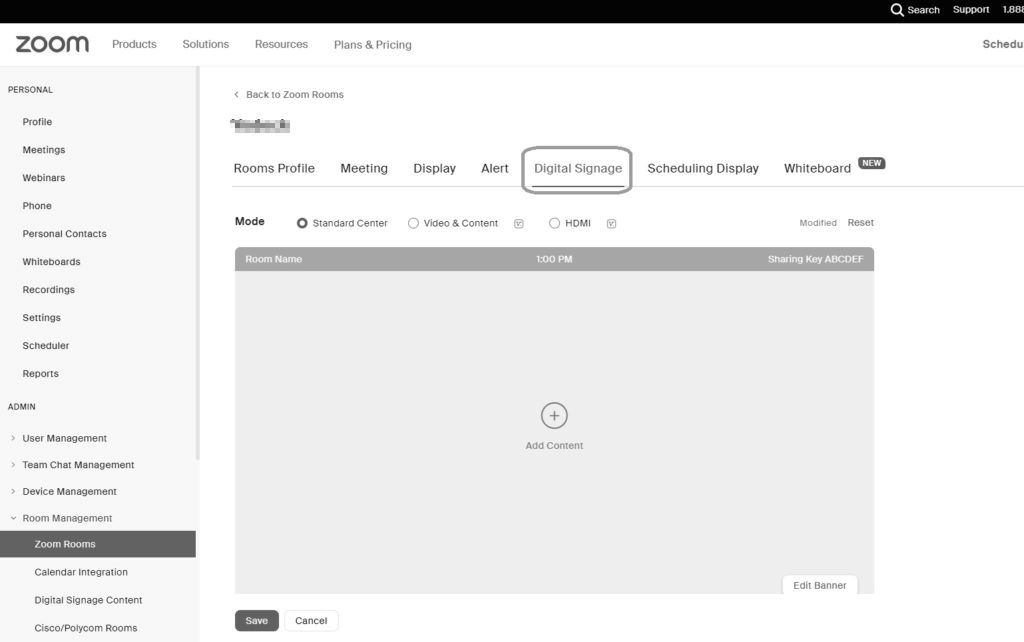 Search Support 1.888
zoom Products Solutions Resources Plans & Pricing Schedu
PERSONAL
Profile
Meetings
Webinars
Phone
Personal Contacts
Whiteboards
Recordings
Settings
Scheduler
Reports
ADMIN
User Management
Team Chat Management
Device Management
Room Management
Zoom Rooms
Calendar Integration
Digital Signage Content
Cisco/Polycom Rooms
Back to Zoom Rooms
Rooms Profile Meeting Display Alert Digital Signage Scheduling Display Whiteboard NEW
Mode Standard Center Video & Content HDMI Modified Reset
Room Name 1:00 PM Sharing Key ABCDEF
Add Content
Edit Banner
Save Cancel